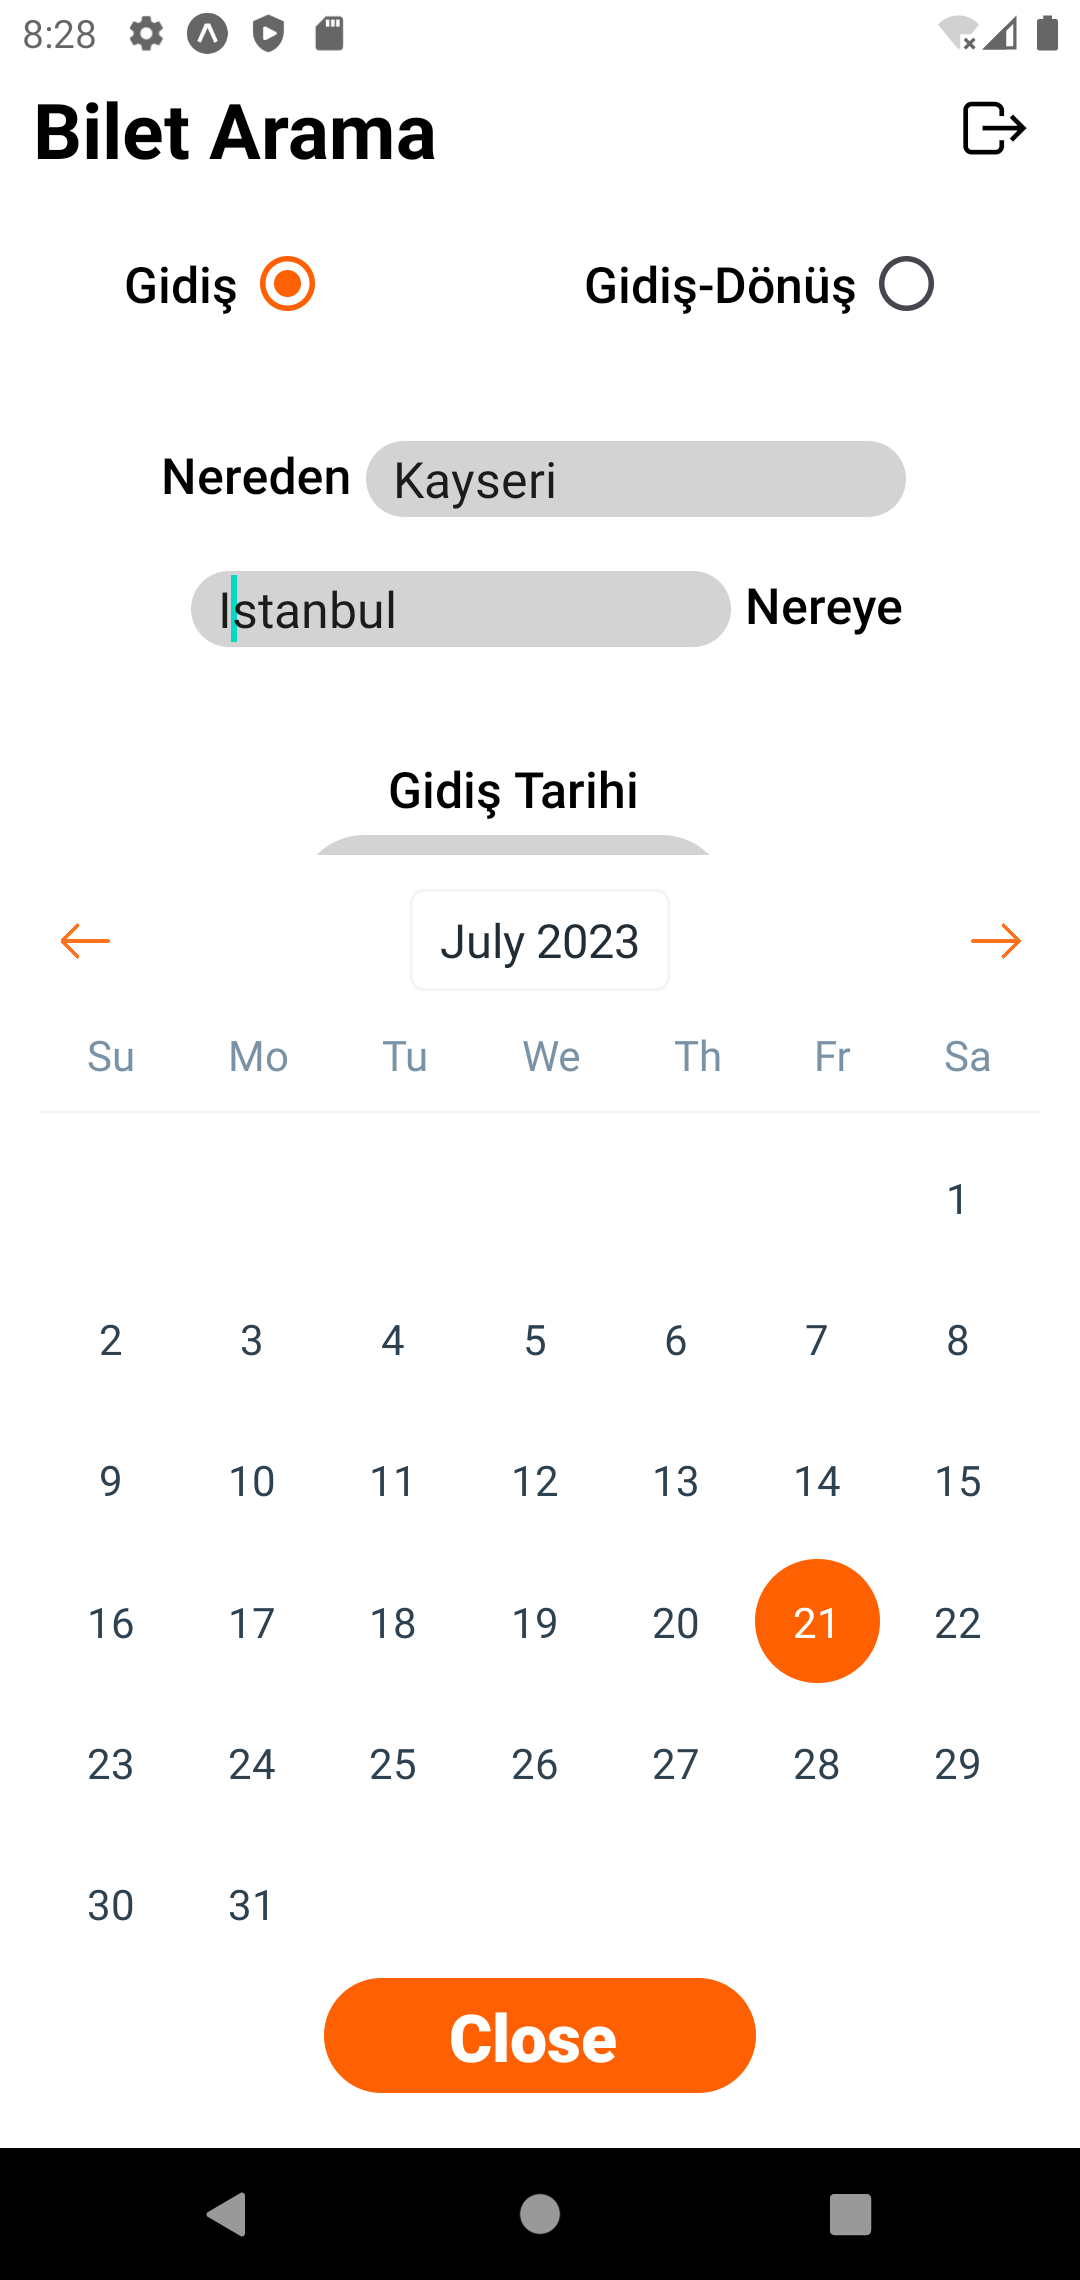 8:28
Bilet Arama
Gidiş Gidiş-Dönüş
Nereden Kayseri
Istanbul Nereye
Gidiş Tarihi
July 2023
Su Mo Tu We Th Fr Sa
1
2 3 4 5 6 7 8
9 10 11 12 13 14 15
16 17 18 19 20 21 22
23 24 25 26 27 28 29
30 31
Close